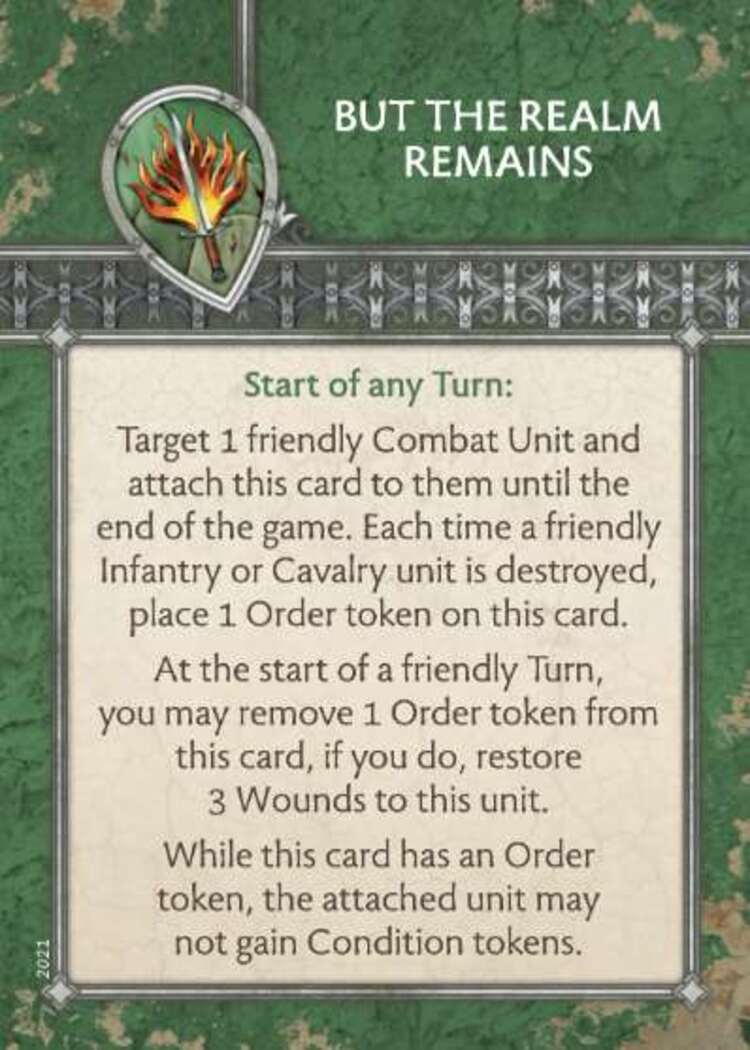 BUT THE REALM
REMAINS
Start of any Turn:
Target 1 friendly Combat Unit and
attach this card to them until the
end of the game. Each time a friendly
Infantry or Cavalry unit is destroyed,
place 1 Order token on this card.
At the start of a friendly Turn,
you may remove 1 Order token from
this card, if you do, restore
3 Wounds to this unit.
While this card has an Order
token, the attached unit may
not gain Condition tokens.
2021